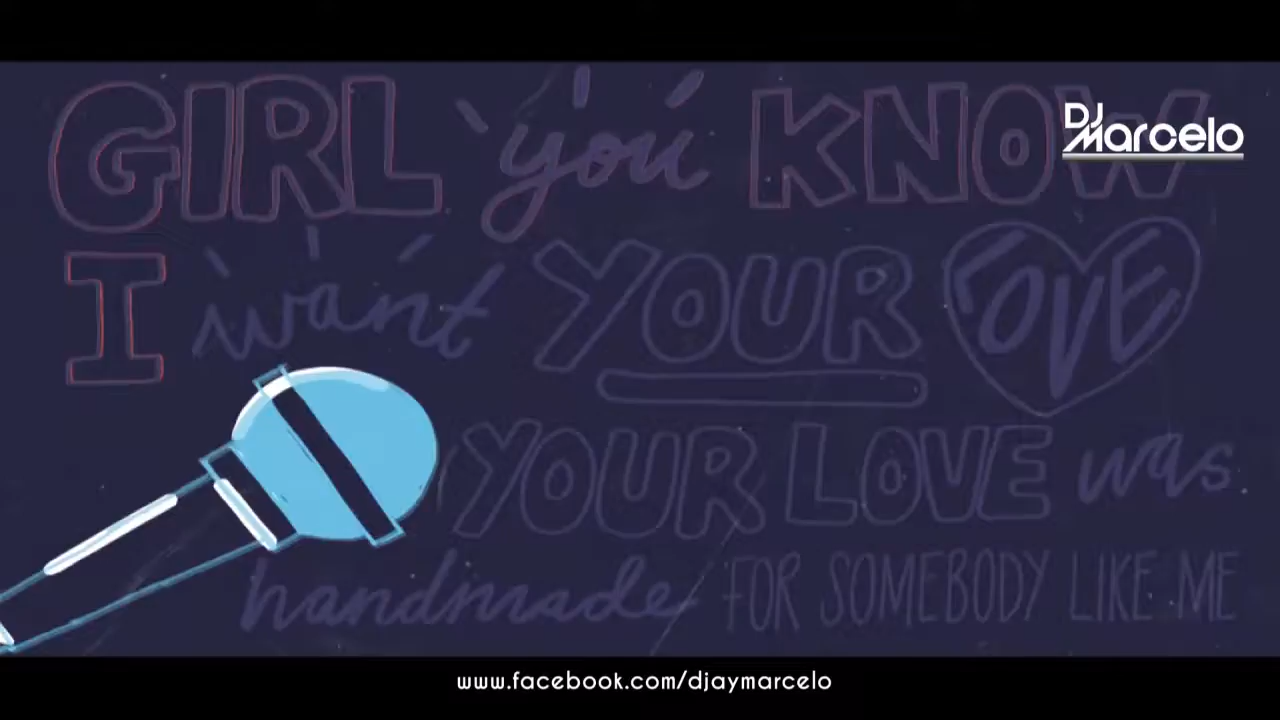 GIRL you KNOW
DJ Marcelo
I want YOUR LOVE
YOUR LOVE was
handmade FOR SOMEBODY LIKE ME
www.facebook.com/djaymarcelo